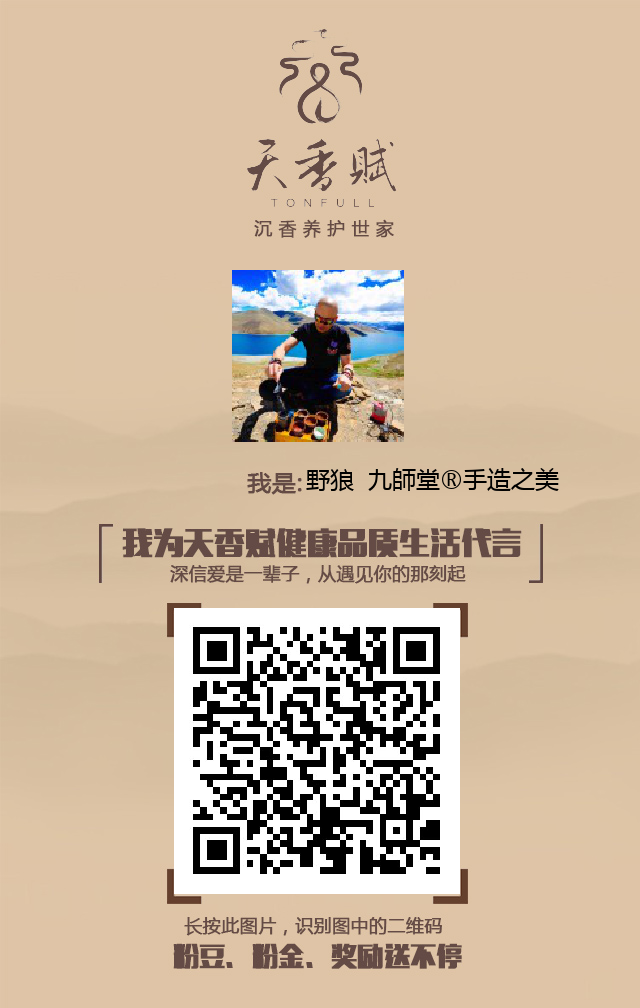 天香赋
TONFULL
沉香养护世家
我是:野狼 九師堂®手造之美
我为天香赋健康品质生活代言
深信爱是一辈子，从遇见你的那刻起
长按此图片，识别图中的二维码
粉豆、粉金、奖励送不停